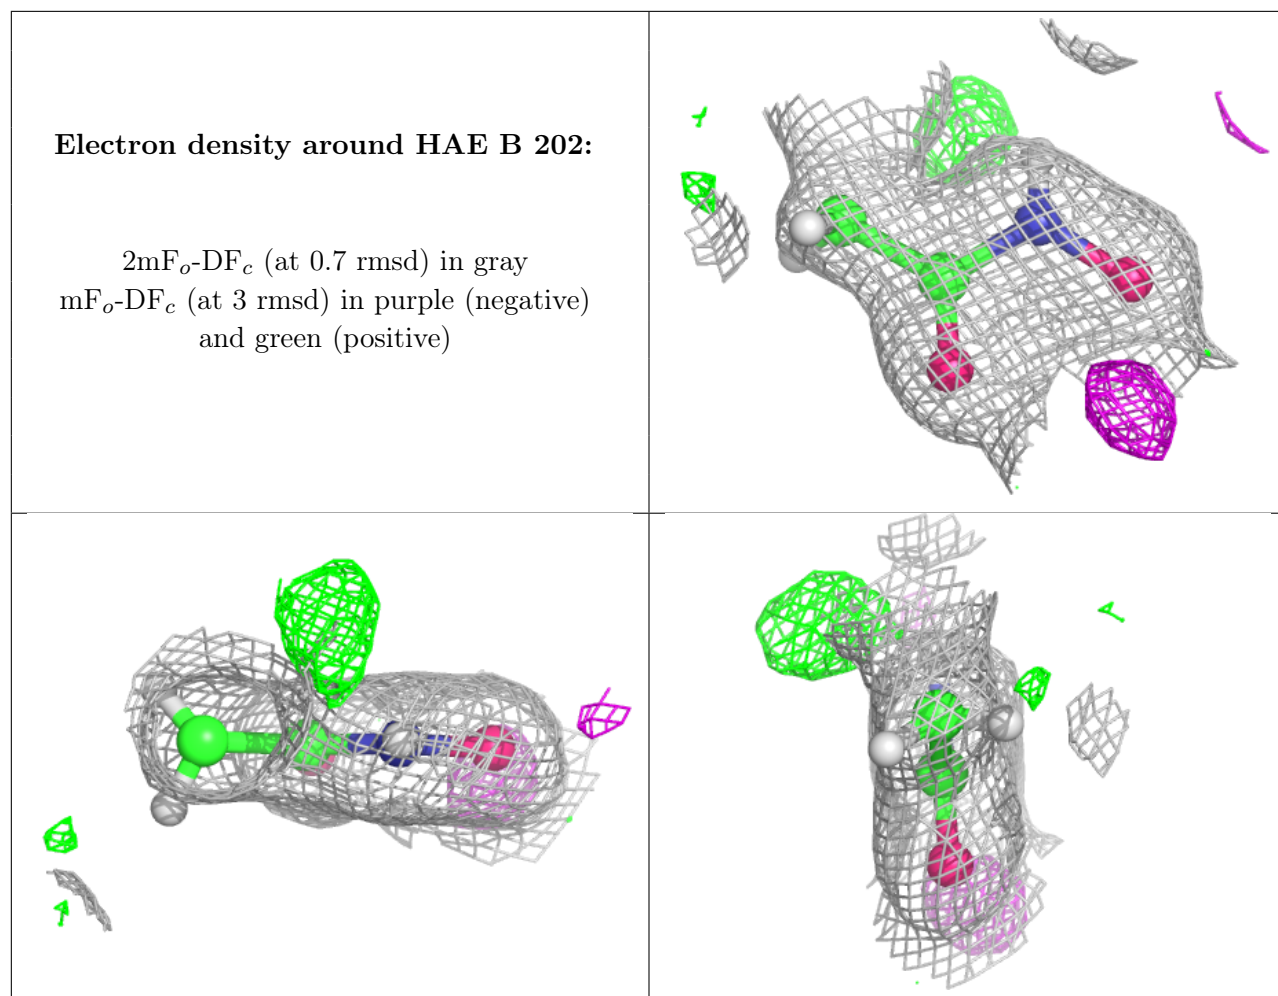 Electron density around HAE B 202:
2mFo-DFc (at 0.7 rmsd) in gray
mFo-DFc (at 3 rmsd) in purple (negative)
and green (positive)